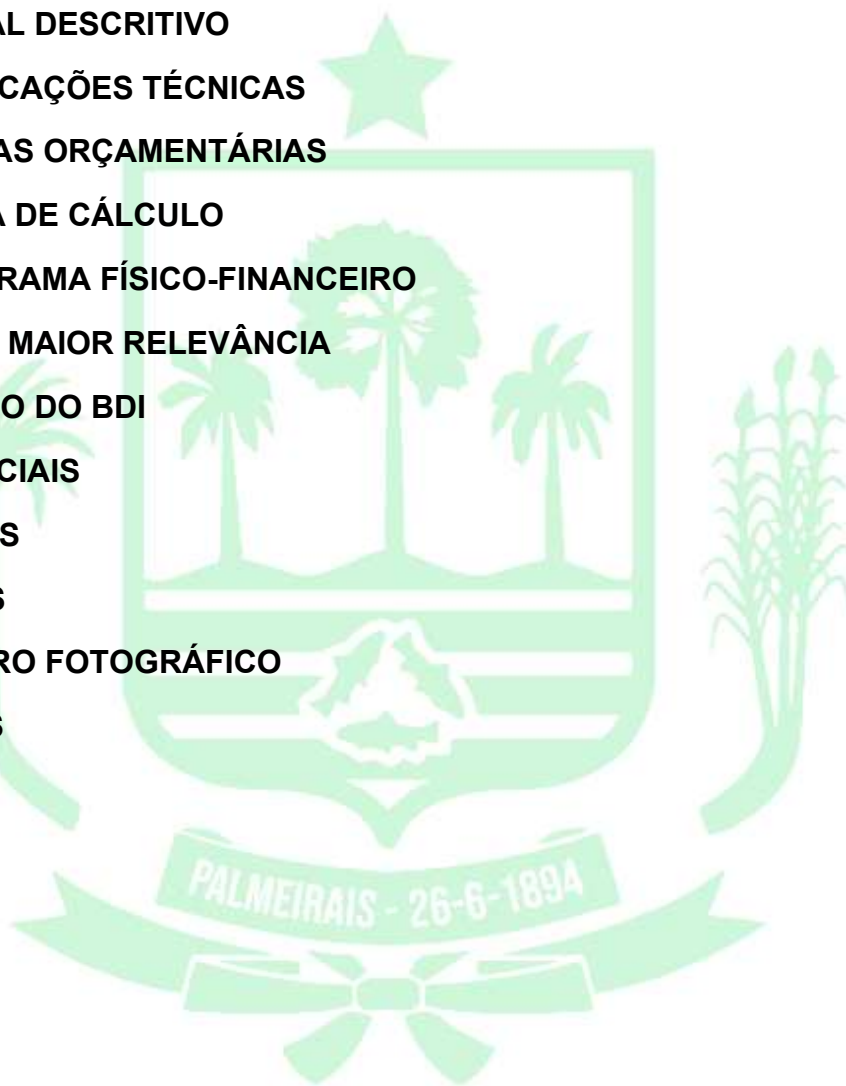 AL DESCRITIVO
CAÇÕES TÉCNICAS
AS ORÇAMENTÁRIAS
A DE CÁLCULO
RAMA FÍSICO-FINANCEIRO
MAIOR RELEVÂNCIA
O DO BDI
CIAIS
S
S
RO FOTOGRÁFICO
S
PALMEIRAIS - 26-6-1894